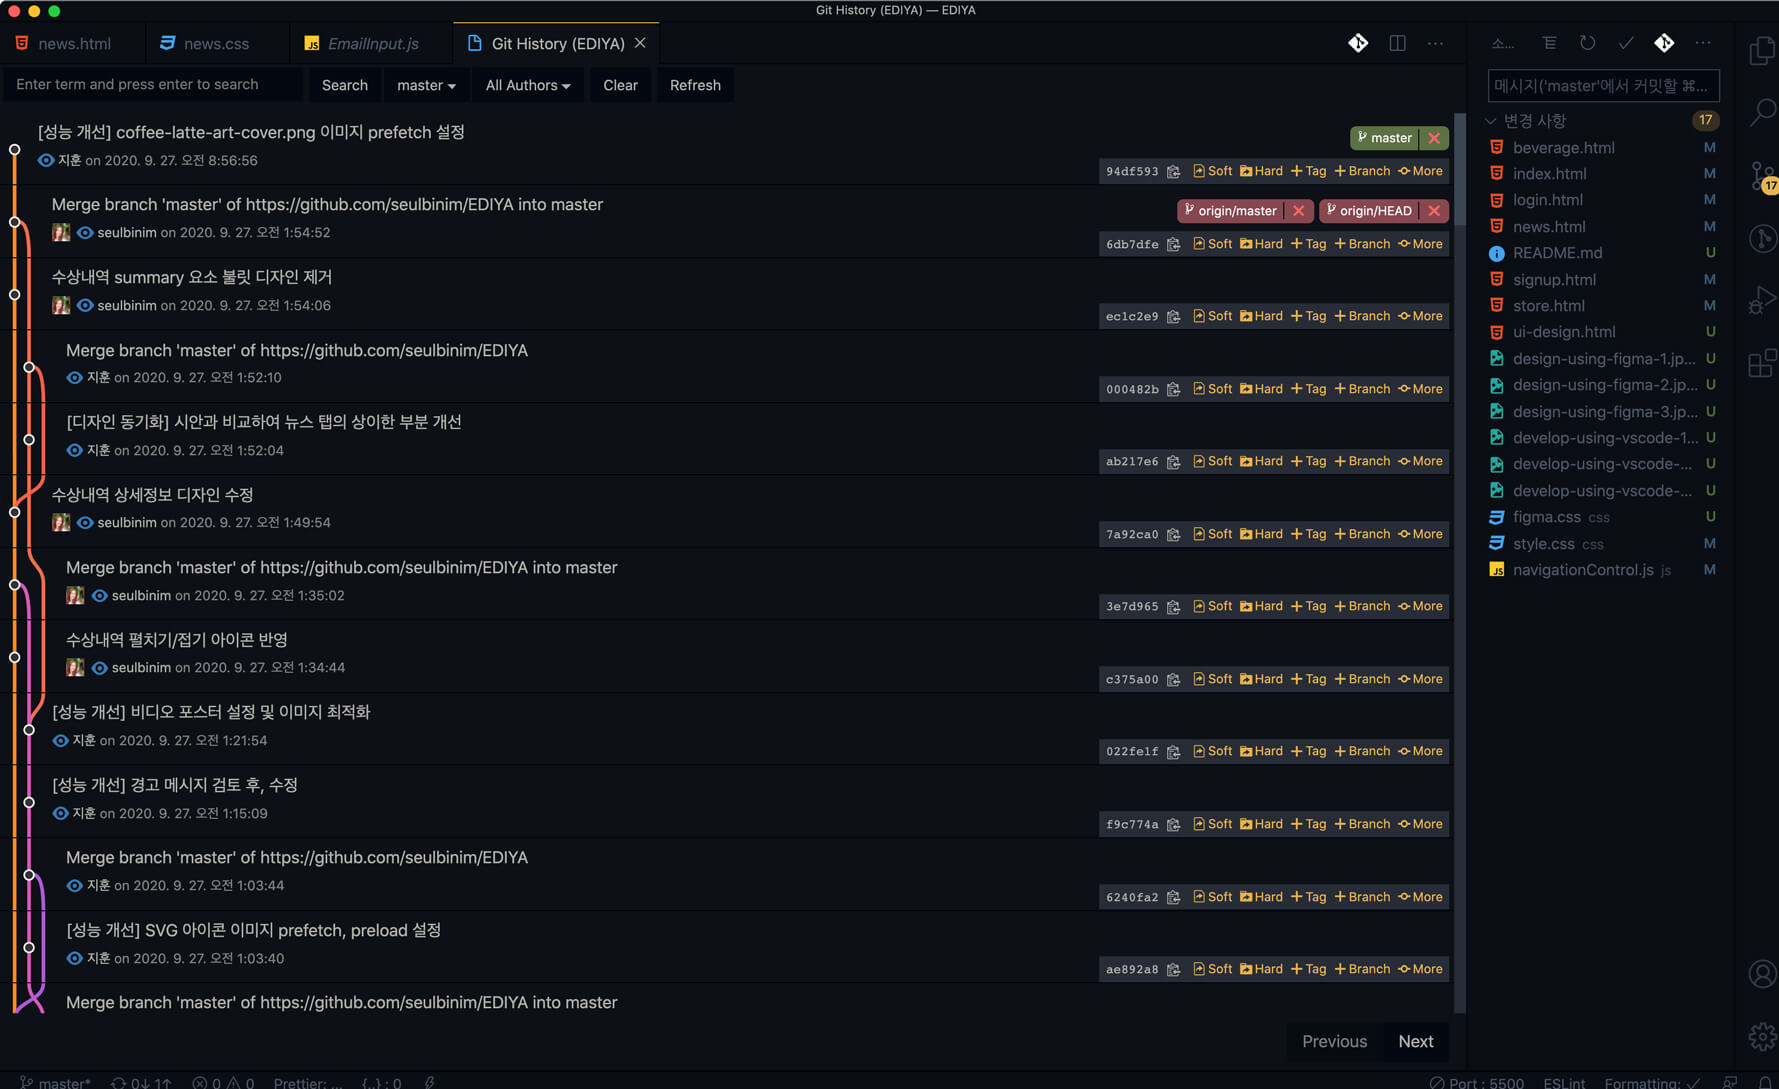 Git History (EDIYA) — EDIYA
news.html
news.css
EmailInput.js
Git History (EDIYA)
Enter term and press enter to search
Search
master
All Authors
Clear
Refresh
[성능 개선] coffee-latte-art-cover.png 이미지 prefetch 설정
master
지훈 on 2020. 9. 27. 오전 8:56:56
94df593 Soft Hard Tag Branch More
Merge branch 'master' of https://github.com/seulbinim/EDIYA into master
origin/master origin/HEAD
seulbinim on 2020. 9. 27. 오전 1:54:52
6db7dfe Soft Hard Tag Branch More
수상내역 summary 요소 불릿 디자인 제거
seulbinim on 2020. 9. 27. 오전 1:54:06
ec1c2e9 Soft Hard Tag Branch More
Merge branch 'master' of https://github.com/seulbinim/EDIYA
지훈 on 2020. 9. 27. 오전 1:52:10
000482b Soft Hard Tag Branch More
[디자인 동기화] 시안과 비교하여 뉴스 탭의 상이한 부분 개선
지훈 on 2020. 9. 27. 오전 1:52:04
ab217e6 Soft Hard Tag Branch More
수상내역 상세정보 디자인 수정
seulbinim on 2020. 9. 27. 오전 1:49:54
7a92ca0 Soft Hard Tag Branch More
Merge branch 'master' of https://github.com/seulbinim/EDIYA into master
seulbinim on 2020. 9. 27. 오전 1:35:02
3e7d965 Soft Hard Tag Branch More
수상내역 펼치기/접기 아이콘 반영
seulbinim on 2020. 9. 27. 오전 1:34:44
c375a00 Soft Hard Tag Branch More
[성능 개선] 비디오 포스터 설정 및 이미지 최적화
지훈 on 2020. 9. 27. 오전 1:21:54
022fe1f Soft Hard Tag Branch More
[성능 개선] 경고 메시지 검토 후, 수정
지훈 on 2020. 9. 27. 오전 1:15:09
f9c774a Soft Hard Tag Branch More
Merge branch 'master' of https://github.com/seulbinim/EDIYA
지훈 on 2020. 9. 27. 오전 1:03:44
6240fa2 Soft Hard Tag Branch More
[성능 개선] SVG 아이콘 이미지 prefetch, preload 설정
지훈 on 2020. 9. 27. 오전 1:03:40
ae892a8 Soft Hard Tag Branch More
Merge branch 'master' of https://github.com/seulbinim/EDIYA into master
Previous Next
소...
메시지('master'에서 커밋할 ⌘...
변경 사항 17
beverage.html M
index.html M
login.html M
news.html M
README.md U
signup.html M
store.html M
ui-design.html U
design-using-figma-1.jp... U
design-using-figma-2.jp... U
design-using-figma-3.jp... U
develop-using-vscode-1... U
develop-using-vscode-... U
develop-using-vscode-... U
figma.css css U
style.css css M
navigationControl.js js M
17
master* 0↓ 1↑ 0 0 Prettier: ... {..} : 0
Port : 5500 ESLint Formatting: ✓